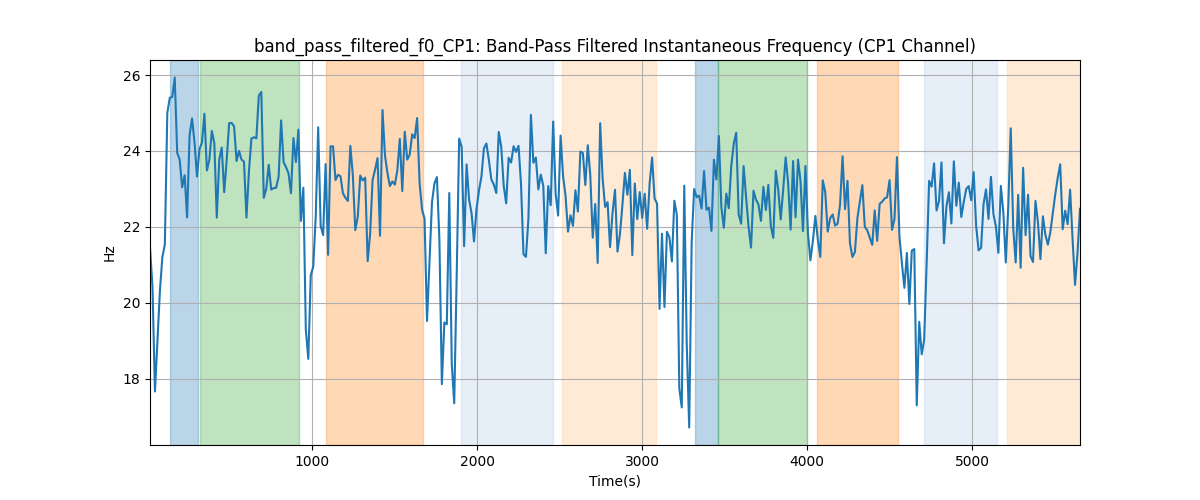 band_pass_filtered_f0_CP1: Band-Pass Filtered Instantaneous Frequency (CP1 Channel)
26
24
22
20
18
Hz
1000 2000 3000 4000 5000
Time(s)